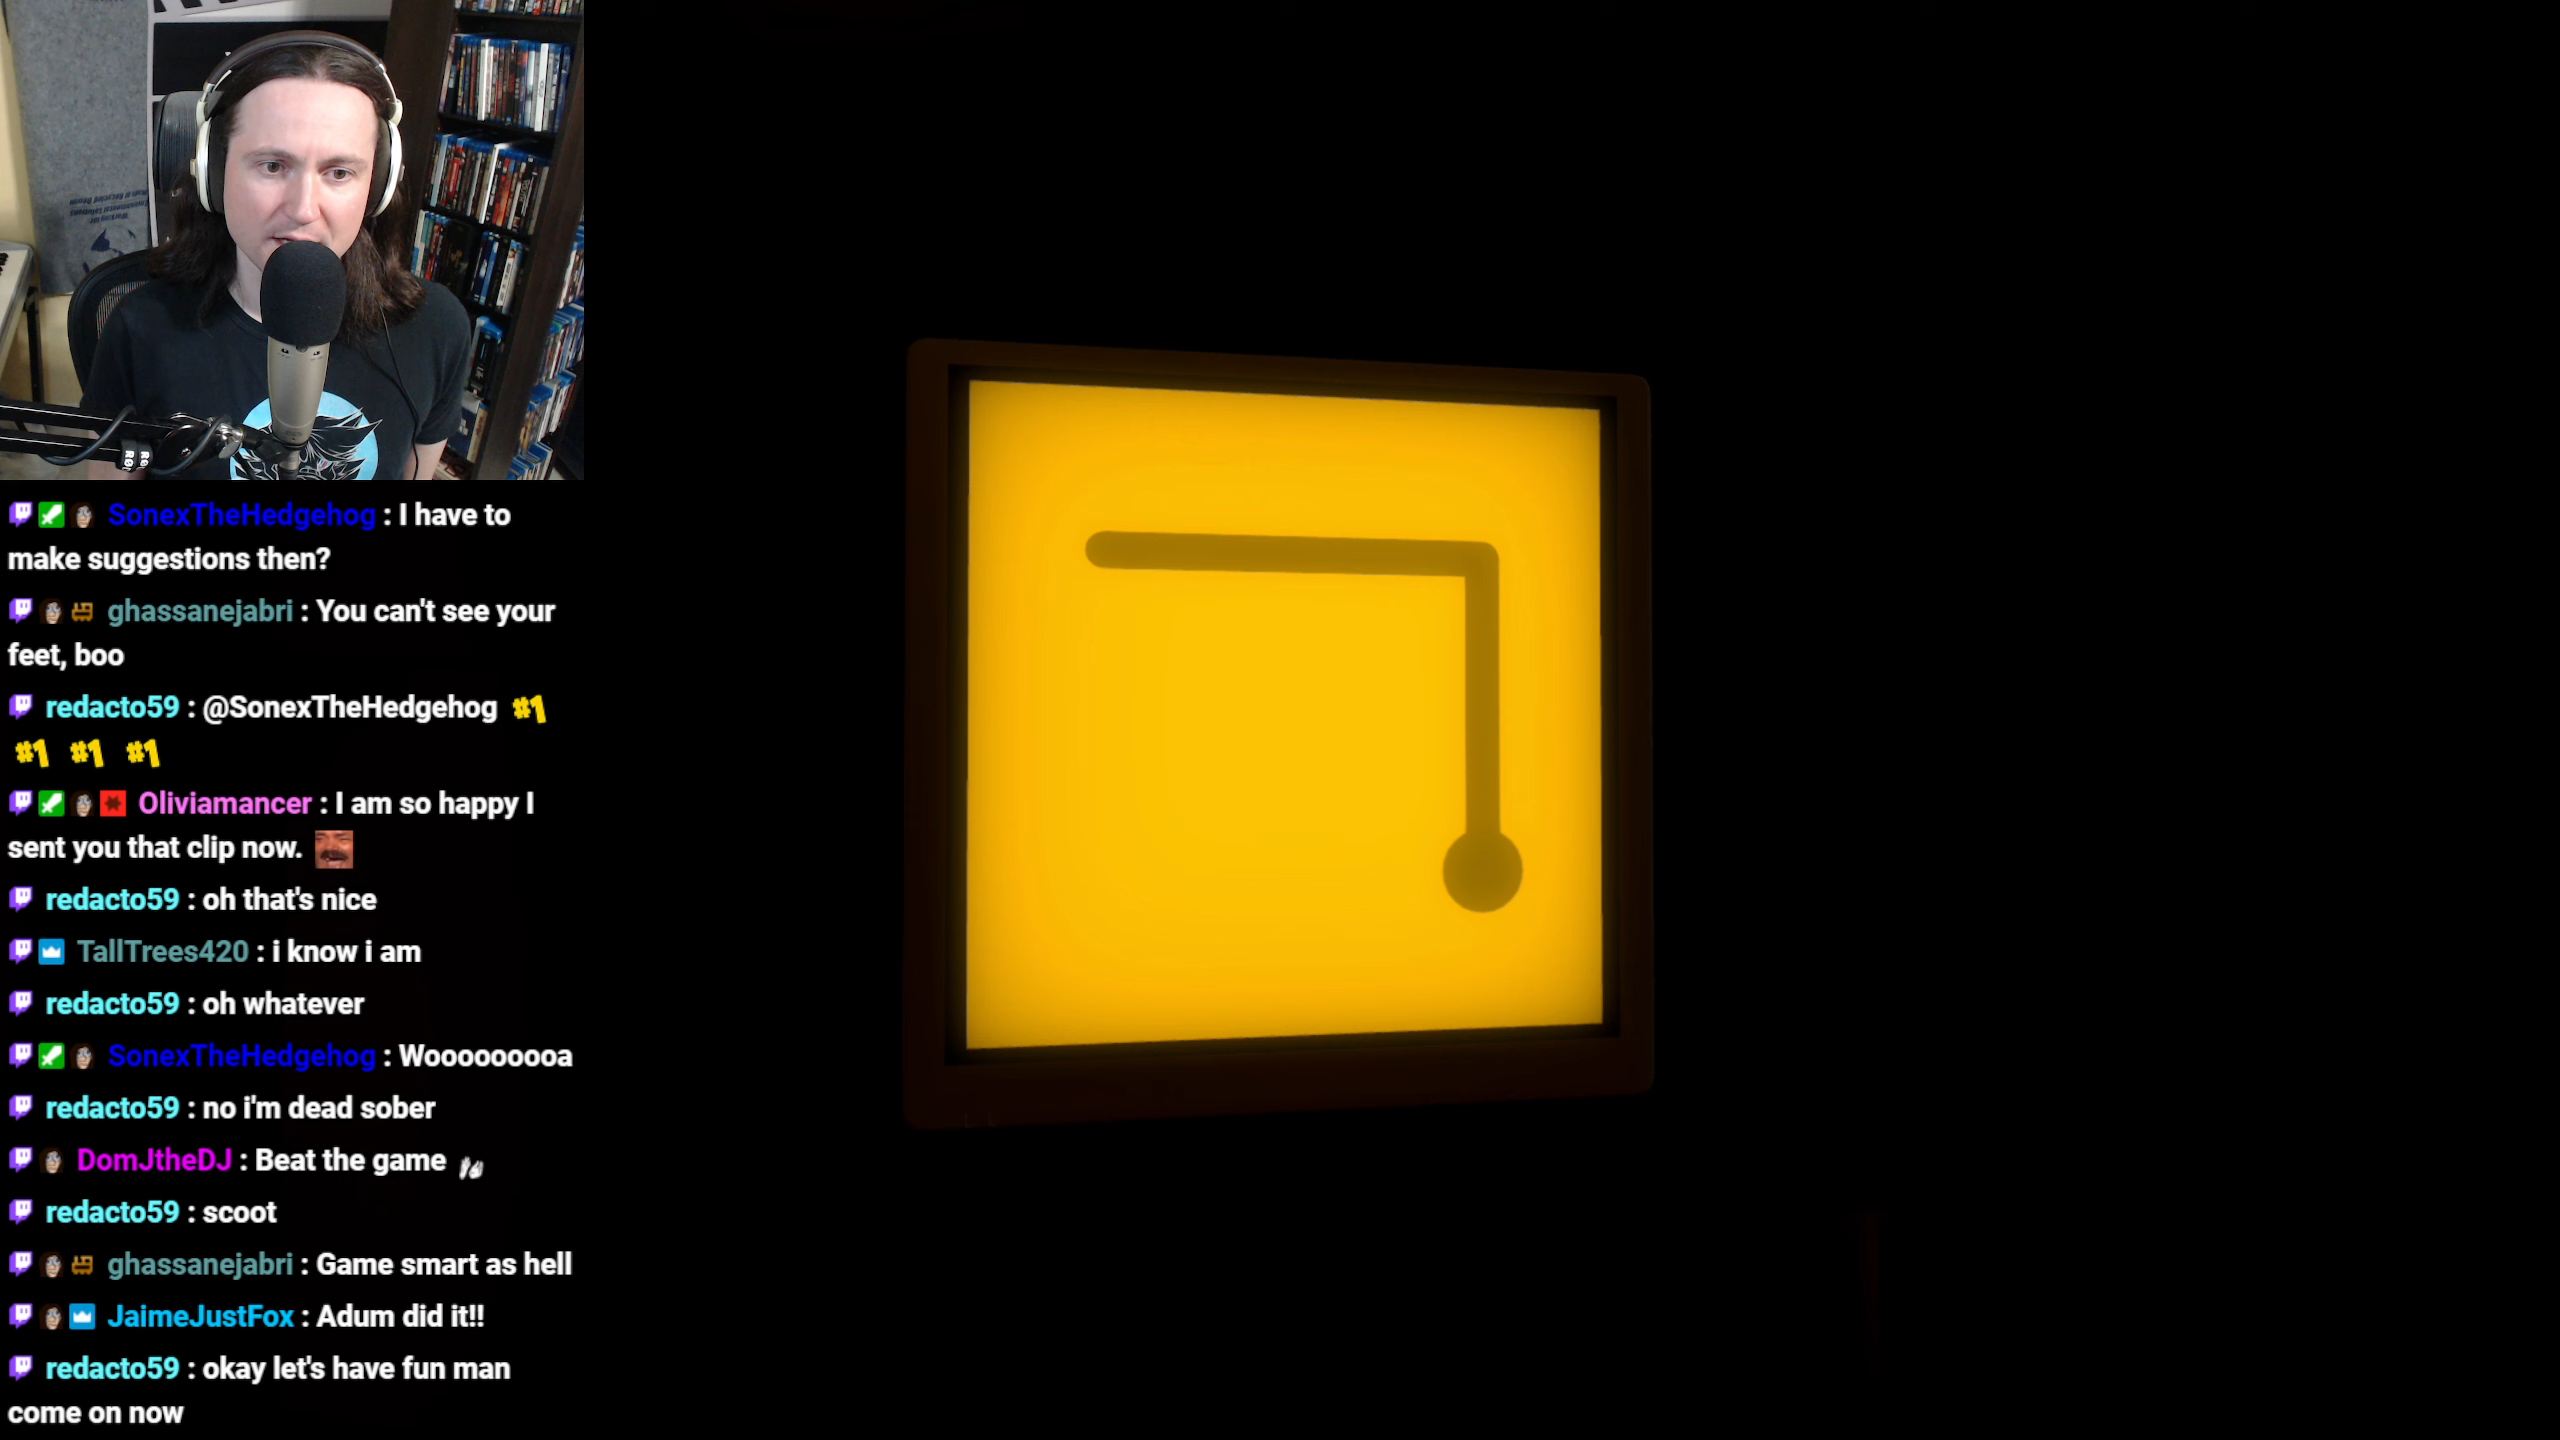 SonexTheHedgehog : I have to
make suggestions then?
ghassanejabri : You can't see your
feet, boo
redacto59 : @SonexTheHedgehog #1
#1 #1 #1
Oliviamancer : I am so happy I
sent you that clip now.
redacto59 : oh that's nice
TallTrees420 : i know i am
redacto59 : oh whatever
SonexTheHedgehog : Wooooooooa
redacto59 : no i'm dead sober
DomJtheDJ : Beat the game
redacto59 : scoot
ghassanejabri : Game smart as hell
JaimeJustFox : Adum did it!!
redacto59 : okay let's have fun man
come on now